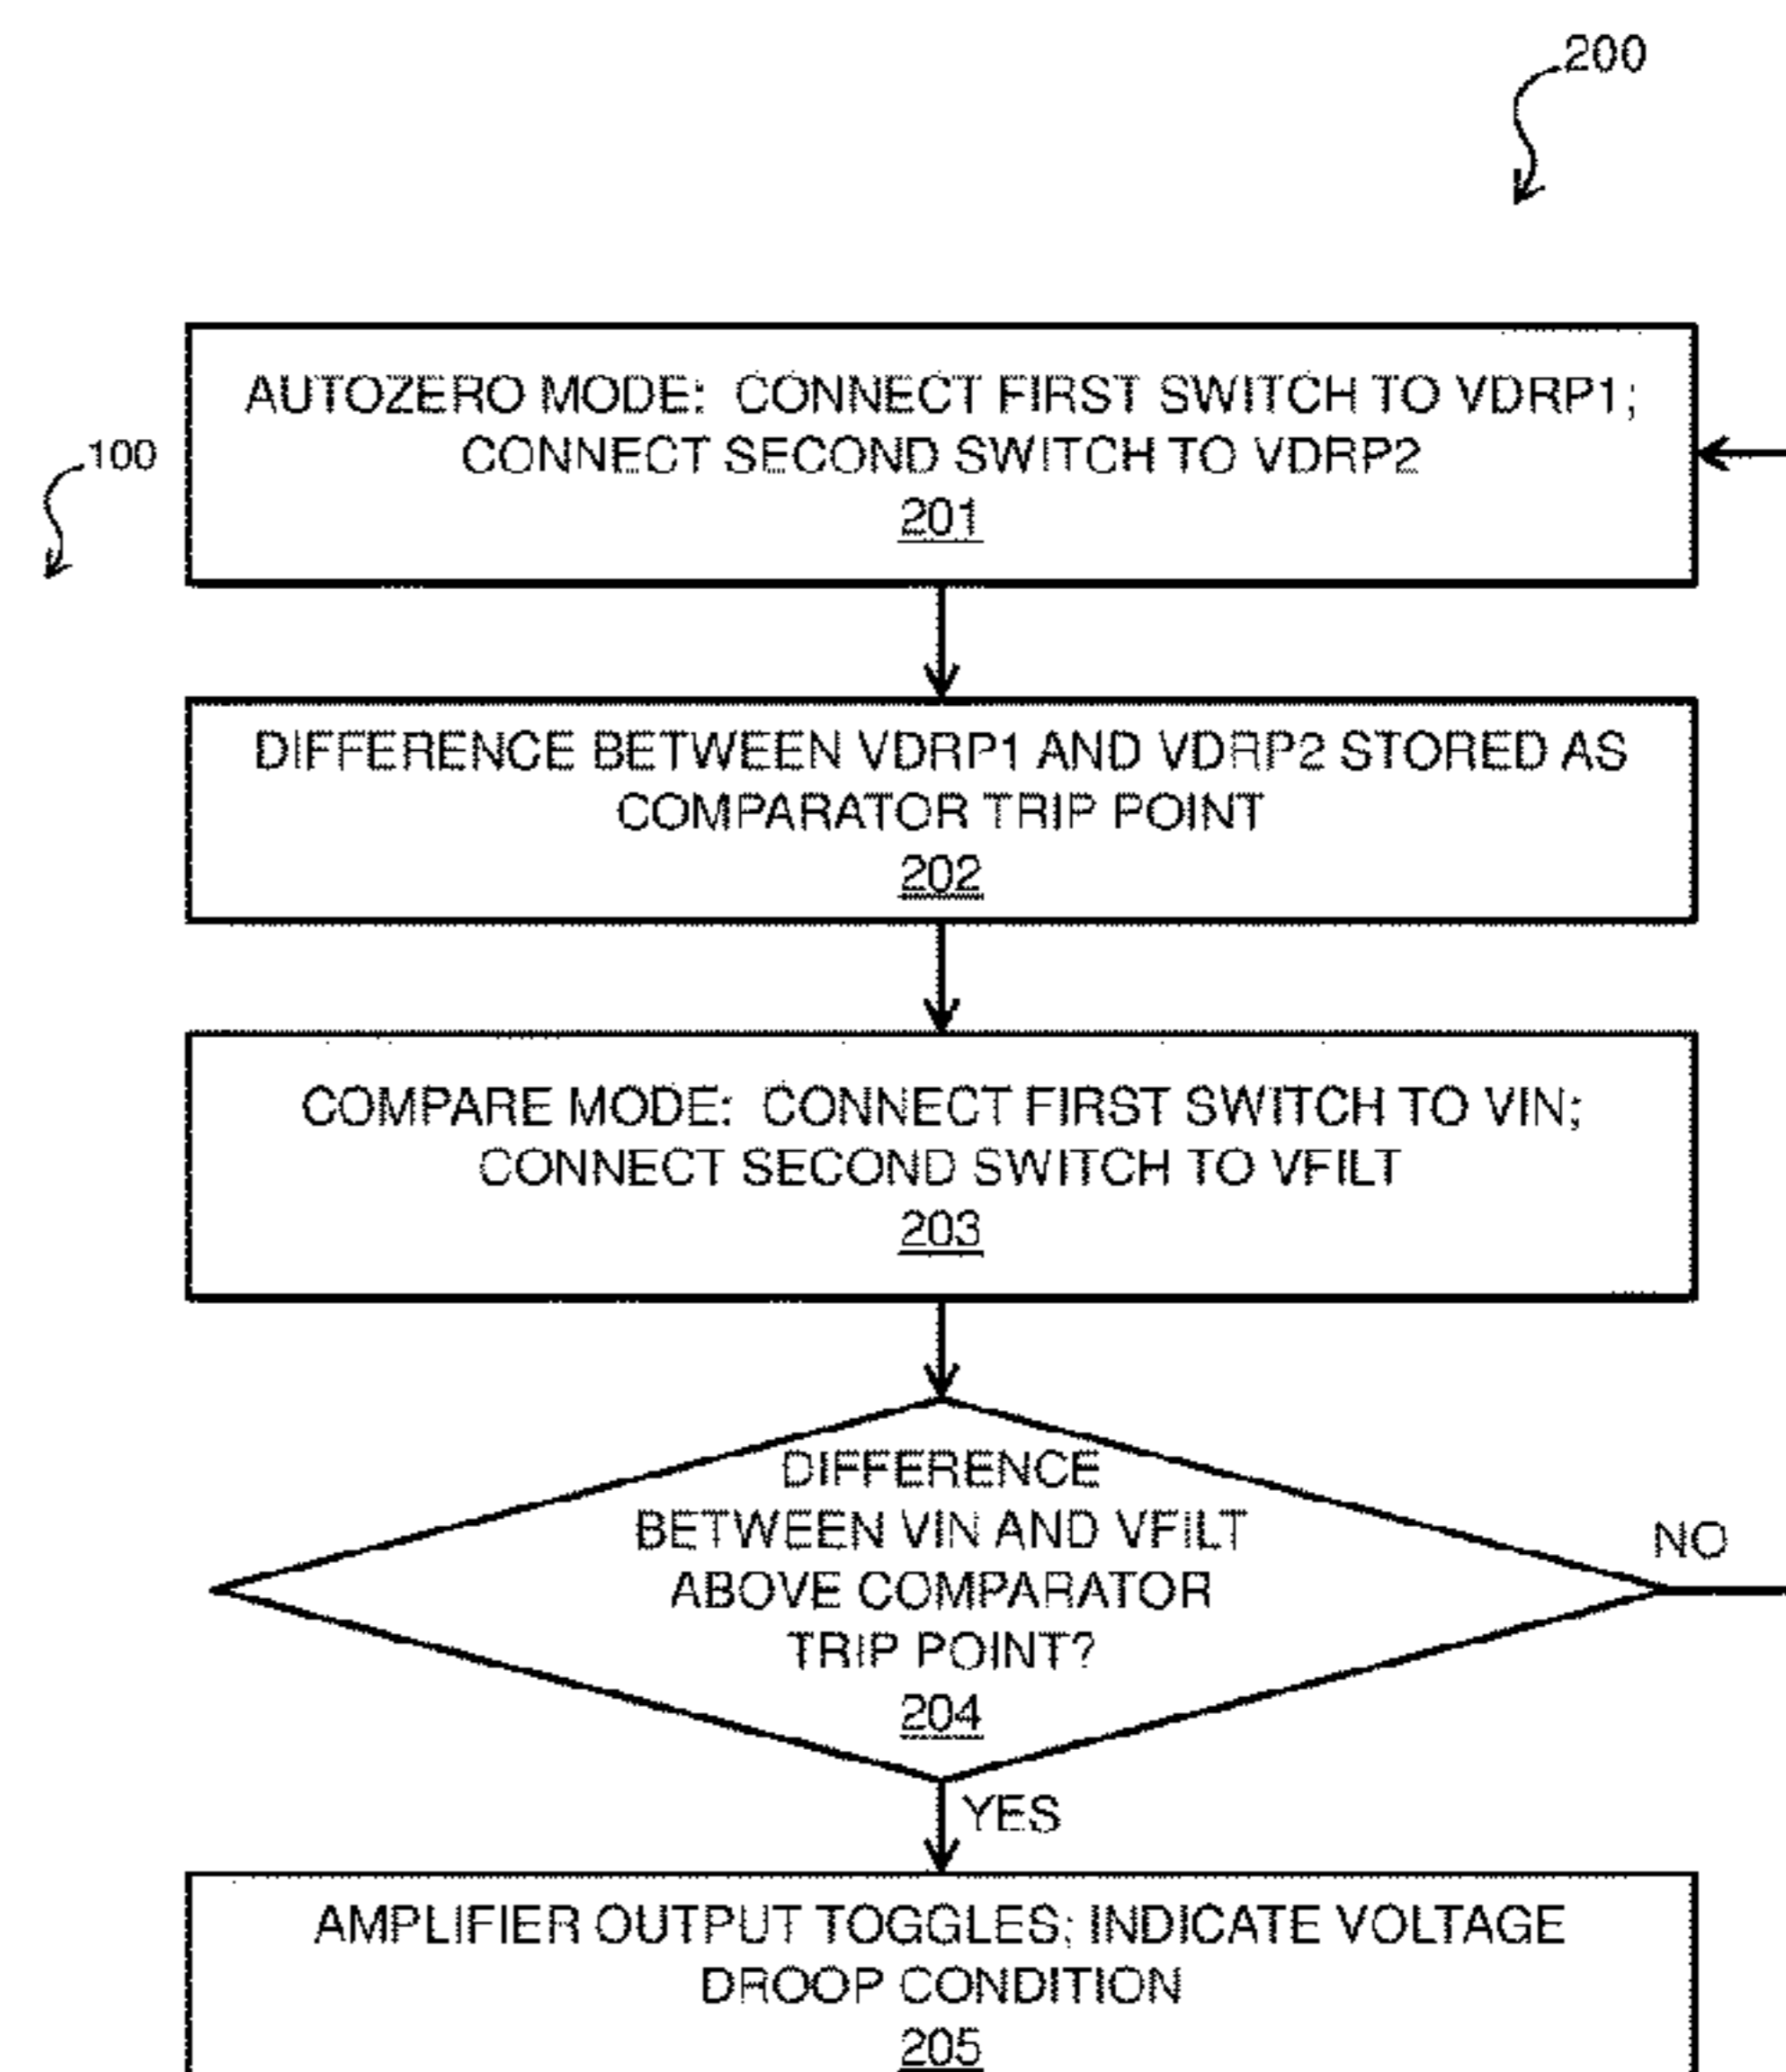 200
AUTOZERO MODE: CONNECT FIRST SWITCH TO VDRP1;
CONNECT SECOND SWITCH TO VDRP2
201
100
DIFFERENCE BETWEEN VDRP1 AND VDRP2 STORED AS
COMPARATOR TRIP POINT
202
COMPARE MODE: CONNECT FIRST SWITCH TO VIN;
CONNECT SECOND SWITCH TO VFILT
203
DIFFERENCE
BETWEEN VIN AND VFILT
ABOVE COMPARATOR
TRIP POINT?
204
NO
YES
AMPLIFIER OUTPUT TOGGLES; INDICATE VOLTAGE
DROOP CONDITION
205